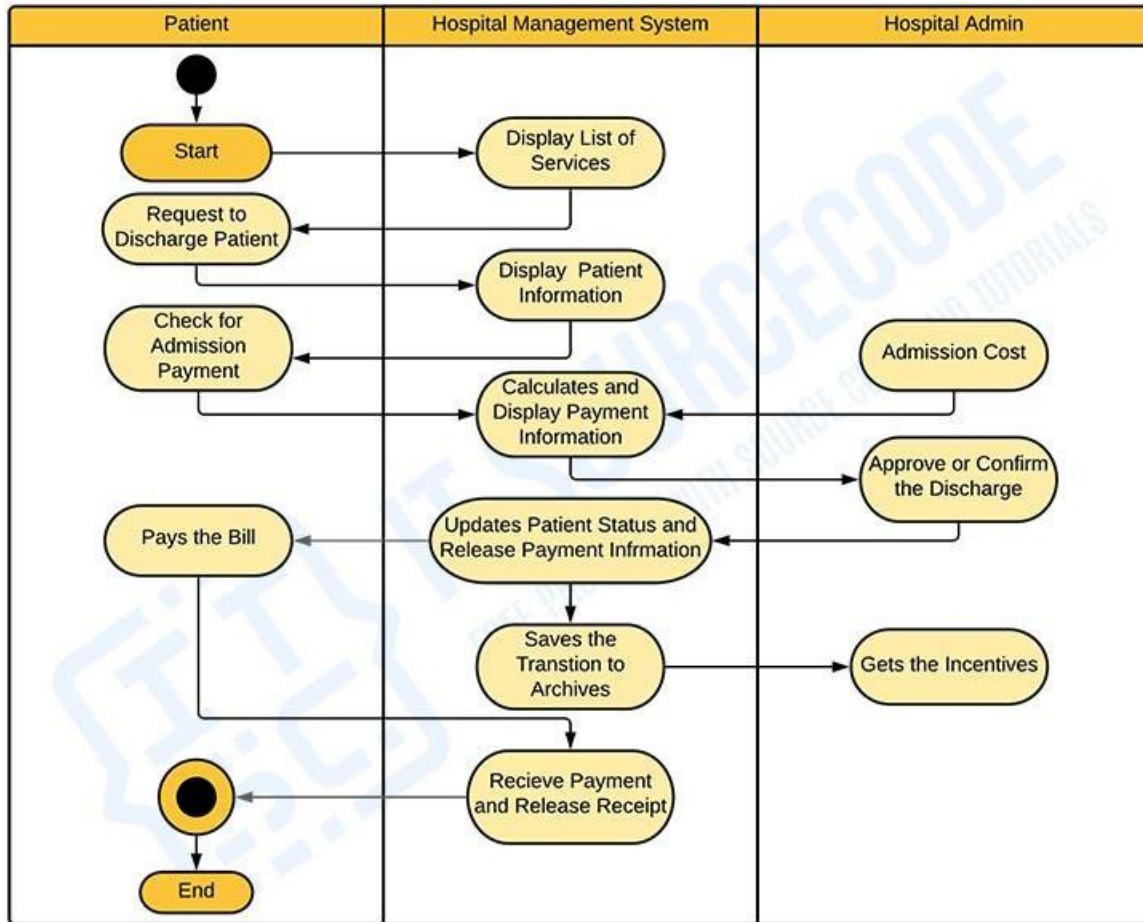 Patient
Hospital Management System
Hospital Admin
Start
Display List of
Services
Request to
Discharge Patient
Display Patient
Information
Check for
Admission
Payment
Admission Cost
Calculates and
Display Payment
Information
Approve or Confirm
the Discharge
Pays the Bill
Updates Patient Status and
Release Payment Infrmation
Saves the
Transtion to
Archives
Gets the Incentives
Recieve Payment
and Release Receipt
End
IT SOURCECODE